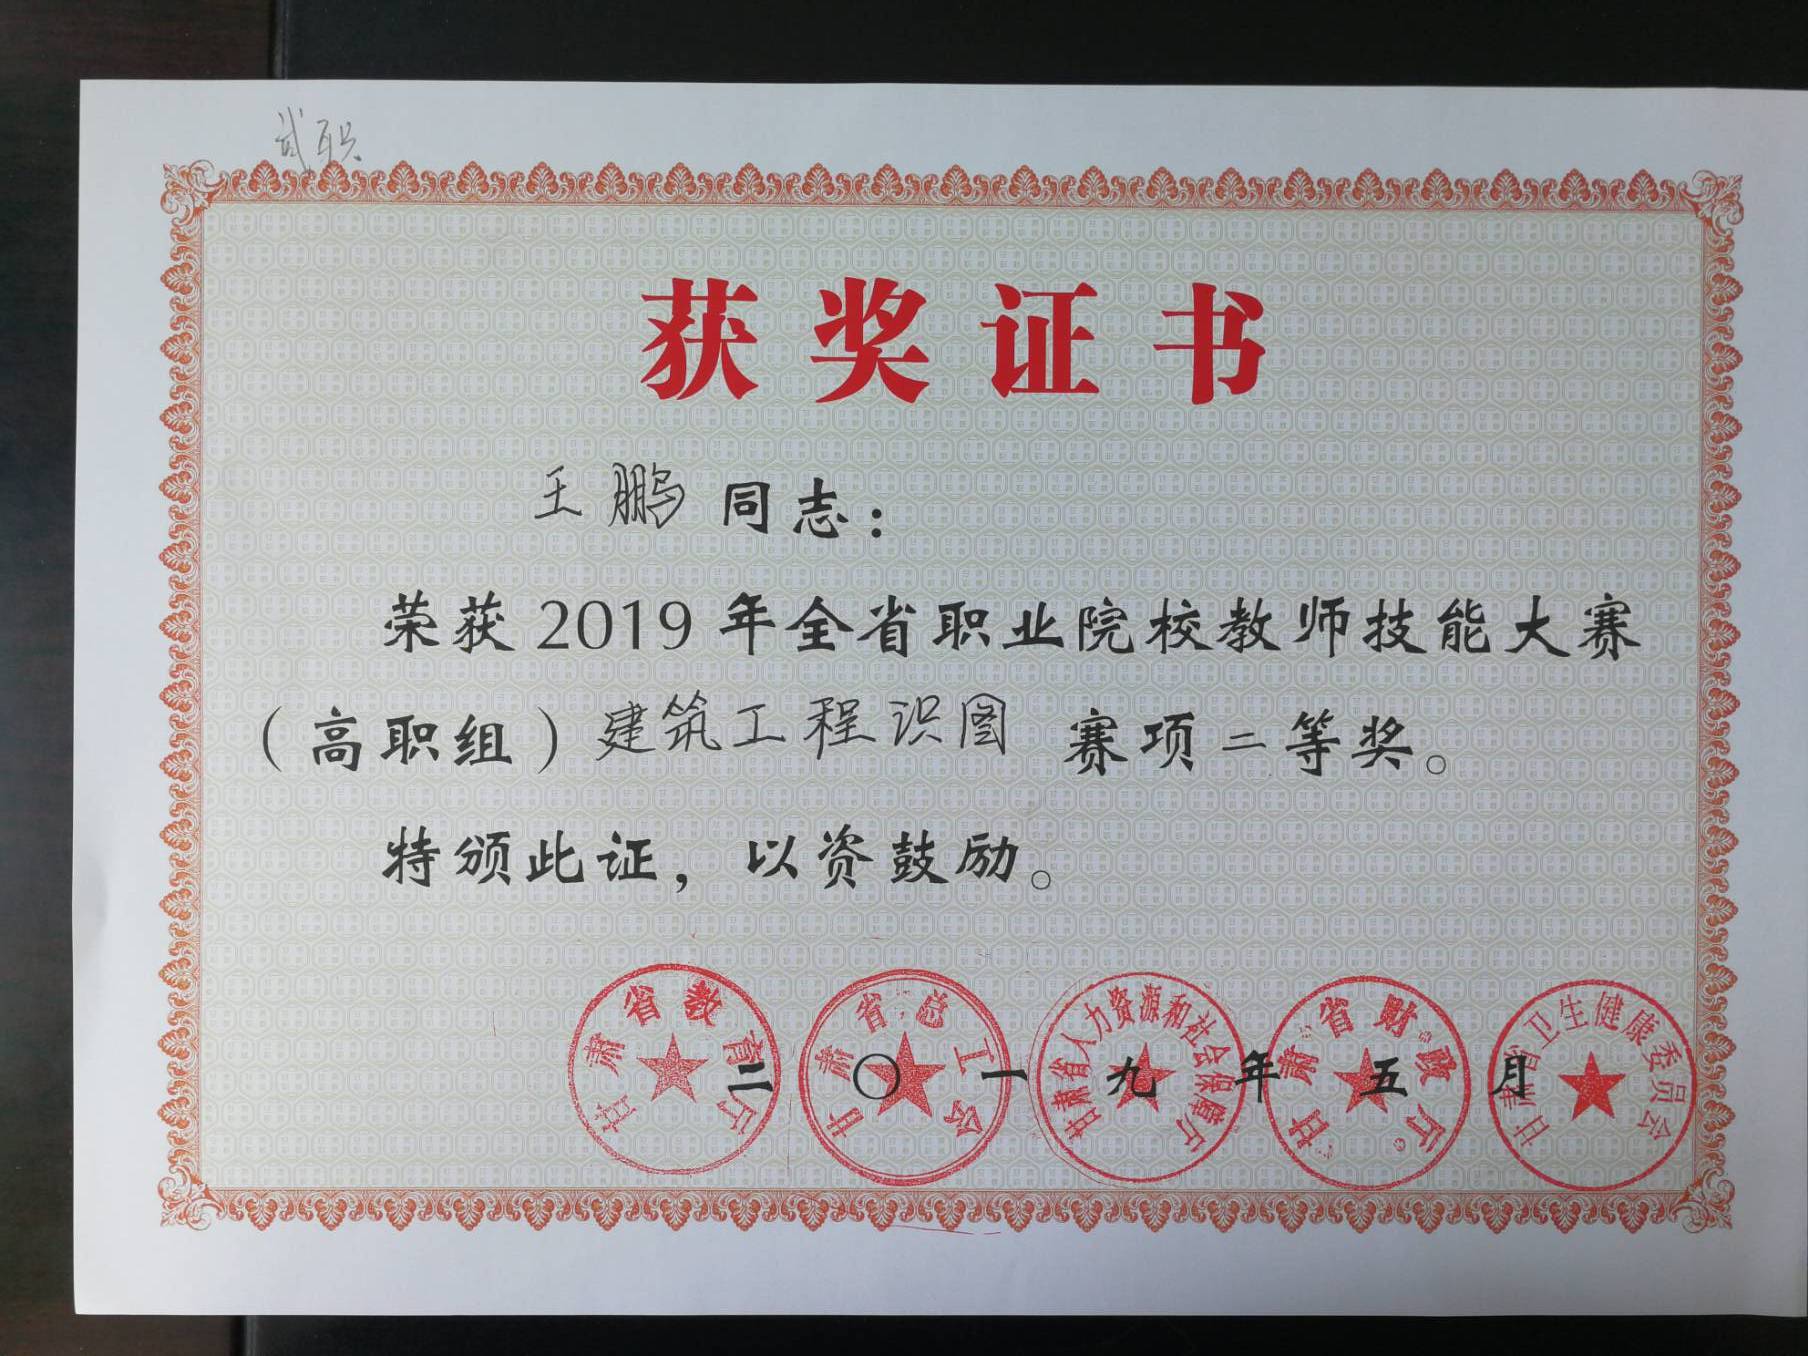 武职
获奖证书
王鹏同志：
荣获2019年全省职业院校教师技能大赛
（高职组）建筑工程识图 赛项二等奖。
特颁此证，以资鼓励。
甘肃省教育厅
甘肃省总工会
甘肃省人力资源和社会保障厅
甘肃省财政厅
甘肃省卫生健康委员会
二〇一九年五月